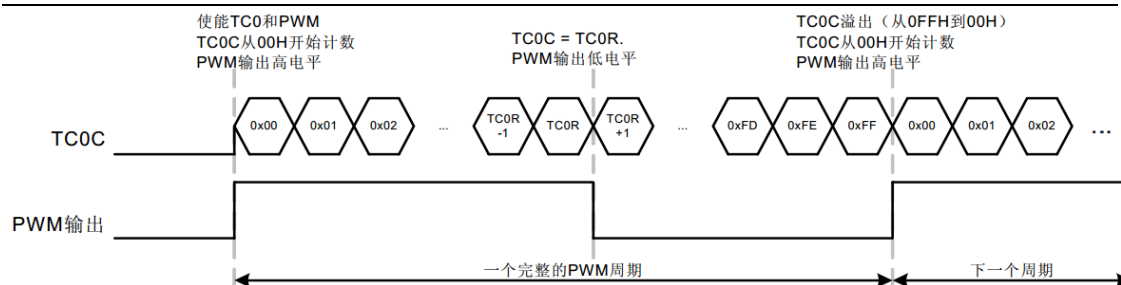 使能TC0和PWM
TC0C从00H开始计数
PWM输出高电平
TC0C = TC0R.
PWM输出低电平
TC0C溢出（从0FFH到00H）
TC0C从00H开始计数
PWM输出高电平
TC0C
0x00
0x01
0x02
...
TC0R
-1
TC0R
TC0R
+1
...
0xFD
0xFE
0xFF
0x00
0x01
0x02
...
PWM输出
一个完整的PWM周期
下一个周期